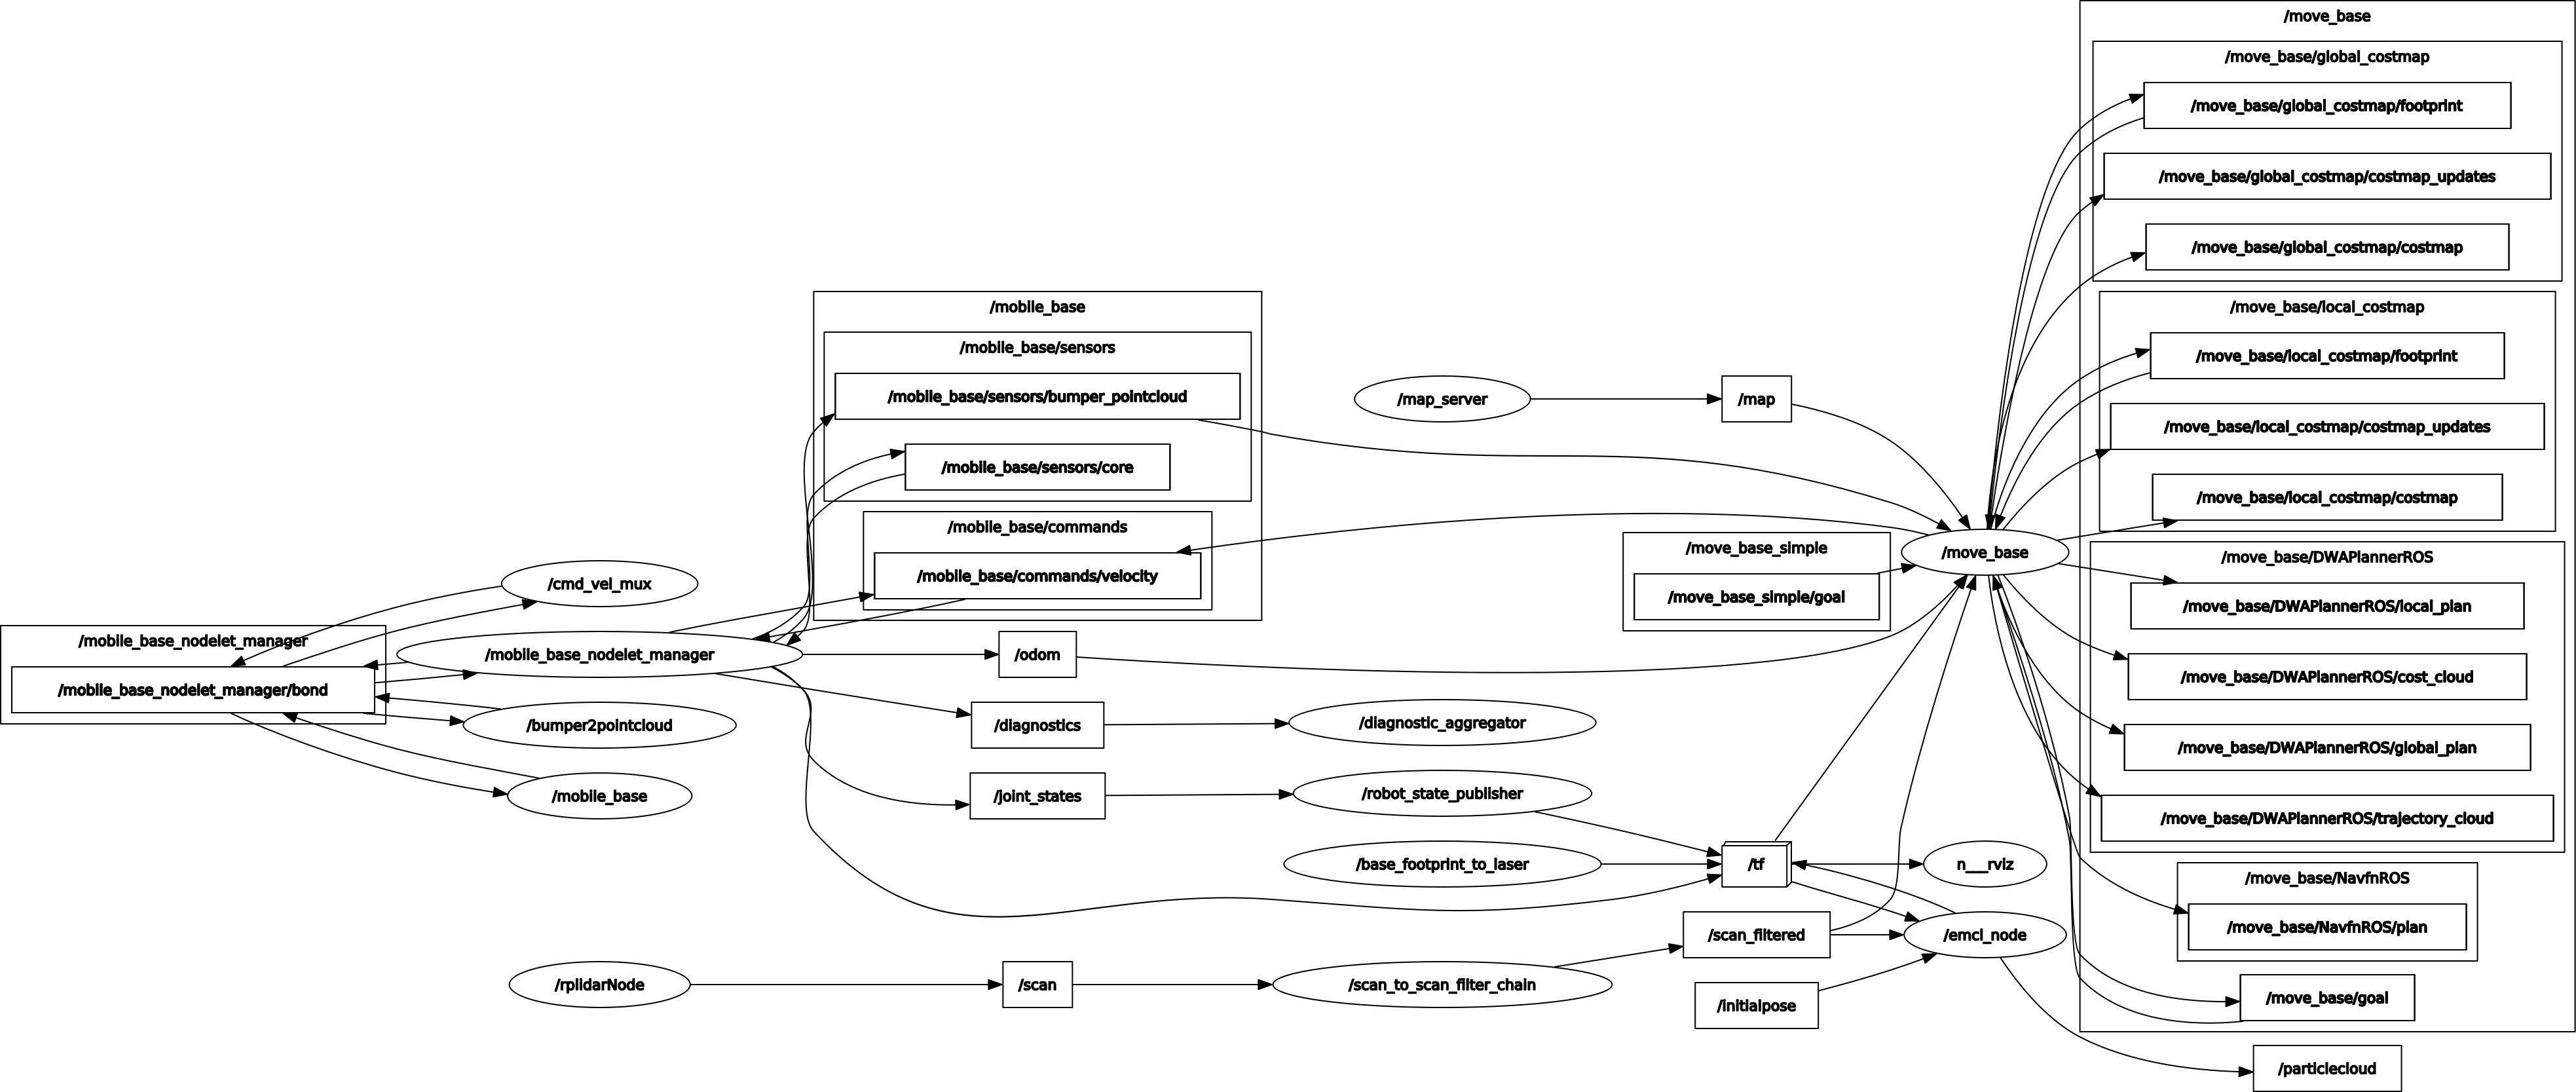 /move_base
/move_base/global_costmap
/move_base/global_costmap/footprint
/move_base/global_costmap/costmap_updates
/move_base/global_costmap/costmap
/mobile_base
/move_base/local_costmap
/mobile_base/sensors
/move_base/local_costmap/footprint
/mobile_base/sensors/bumper_pointcloud
/map_server
/map
/move_base/local_costmap/costmap_updates
/mobile_base/sensors/core
/move_base/local_costmap/costmap
/mobile_base/commands
/move_base_simple
/move_base
/move_base/DWAPlannerROS
/cmd_vel_mux
/mobile_base/commands/velocity
/move_base_simple/goal
/move_base/DWAPlannerROS/local_plan
/mobile_base_nodelet_manager
/mobile_base_nodelet_manager
/odom
/move_base/DWAPlannerROS/cost_cloud
/mobile_base_nodelet_manager/bond
/bumper2pointcloud
/diagnostics
/diagnostic_aggregator
/move_base/DWAPlannerROS/global_plan
/mobile_base
/joint_states
/robot_state_publisher
/move_base/DWAPlannerROS/trajectory_cloud
/base_footprint_to_laser
/tf
n__rviz
/move_base/NavfnROS
/scan_filtered
/emcl_node
/move_base/NavfnROS/plan
/rplidarNode
/scan
/scan_to_scan_filter_chain
/initialpose
/move_base/goal
/particlecloud